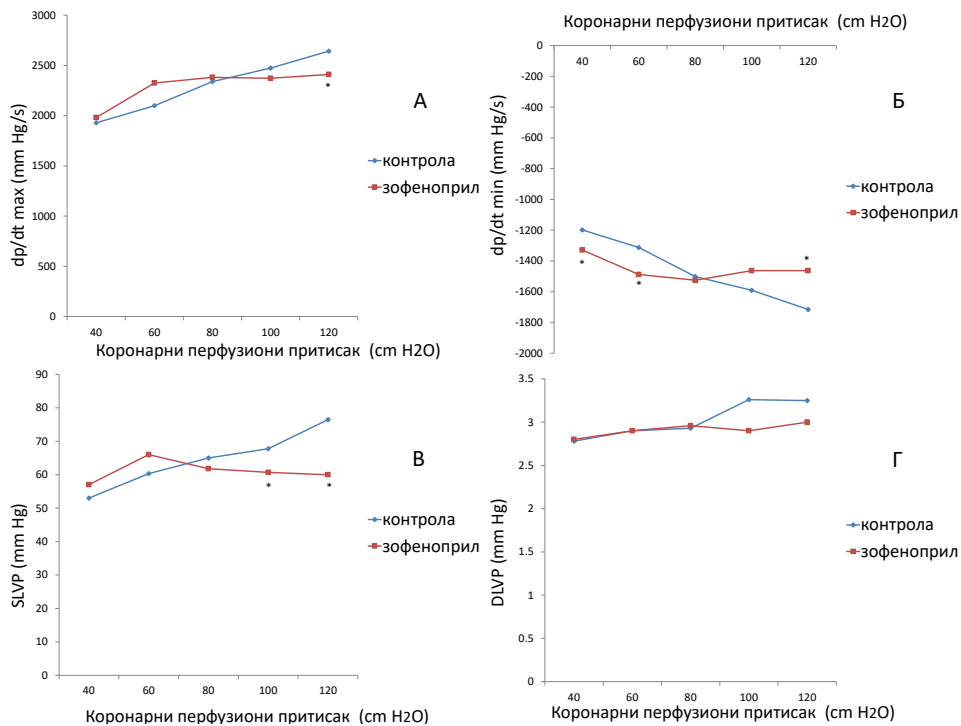 3000
2500
2000
1500
1000
500
0
dp/dt max (mm Hg/s)
40 60 80 100 120
Коронарни перфузиони притисак (cm H2O)
*
А
контрола
зофеноприл
Коронарни перфузиони притисак (cm H2O)
0
-200
-400
-600
-800
-1000
-1200
-1400
-1600
-1800
-2000
dp/dt min (mm Hg/s)
40 60 80 100 120
* * *
Б
контрола
зофеноприл
90
80
70
60
50
40
30
20
10
0
SLVP (mm Hg)
40 60 80 100 120
Коронарни перфузиони притисак (cm H2O)
* *
В
контрола
зофеноприл
3.5
3
2.5
2
1.5
1
0.5
0
DLVP (mm Hg)
40 60 80 100 120
Коронарни перфузиони притисак (cm H2O)
Г
контрола
зофеноприл